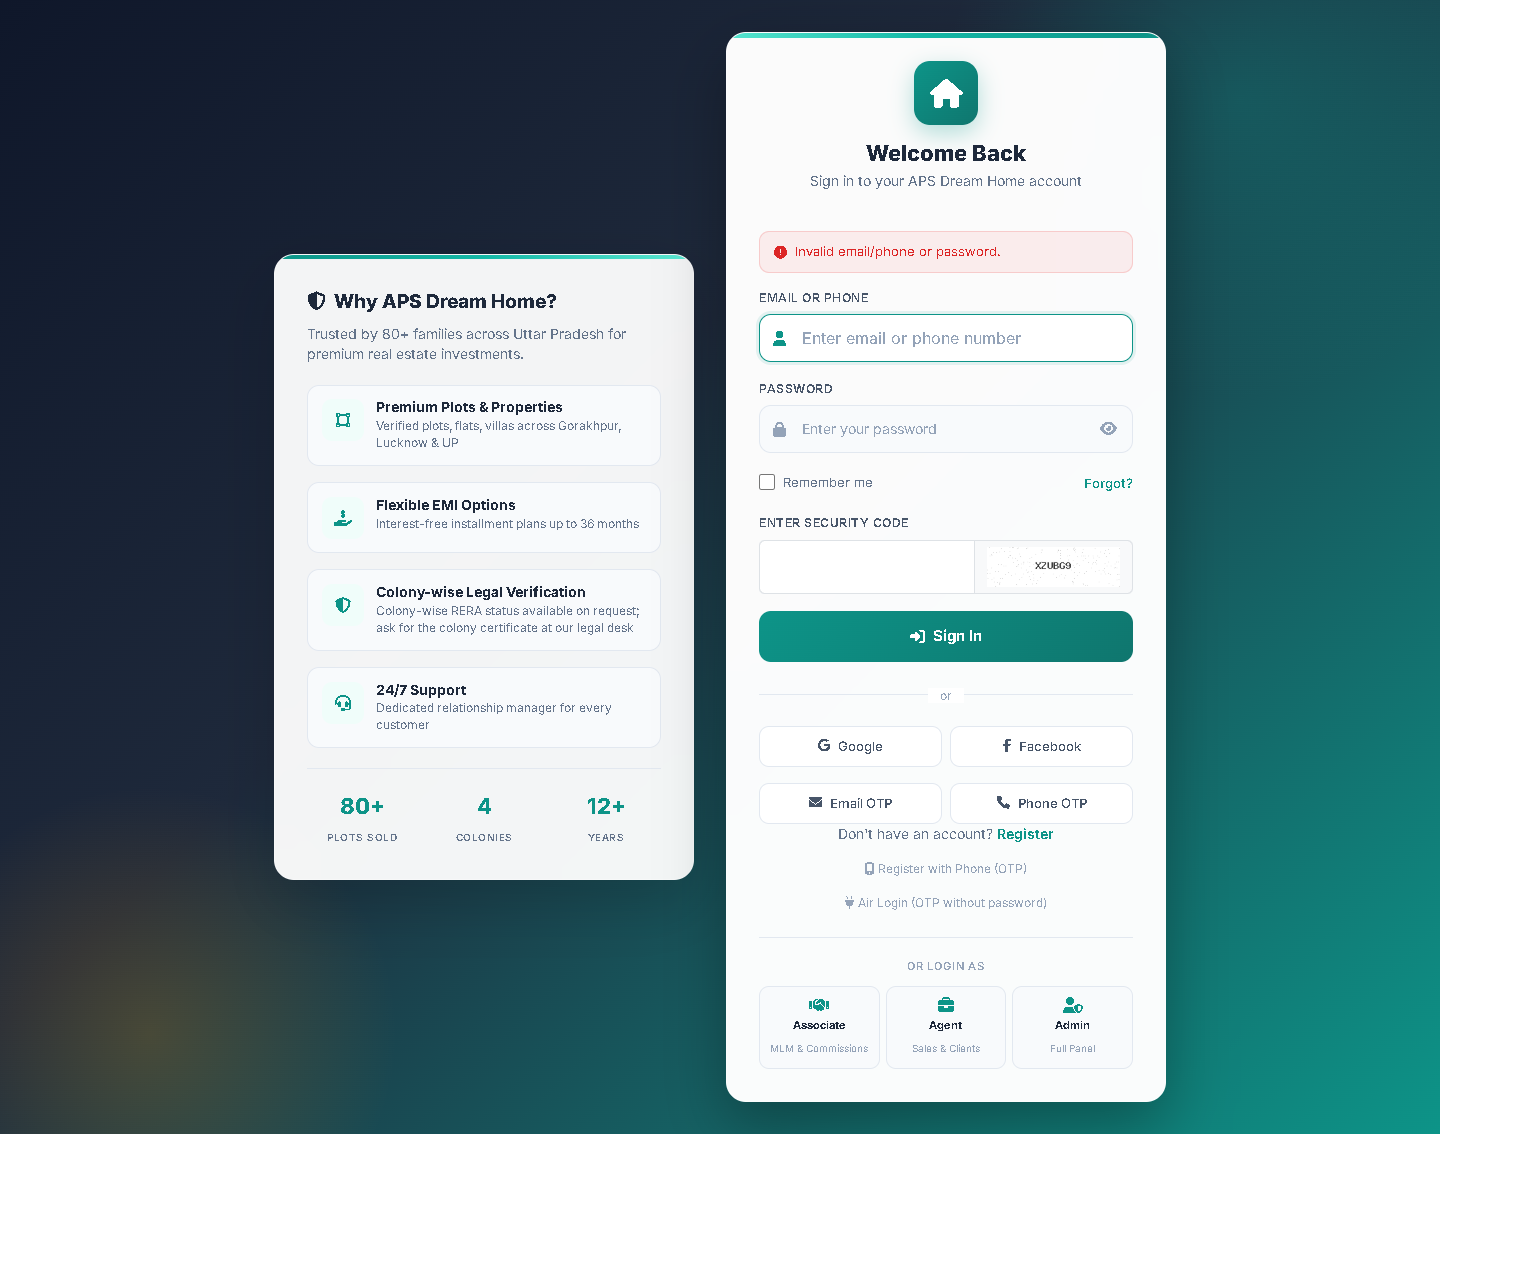 Why APS Dream Home?
Trusted by 80+ families across Uttar Pradesh for
premium real estate investments.
Premium Plots & Properties
Verified plots, flats, villas across Gorakhpur,
Lucknow & UP
Flexible EMI Options
Interest-free installment plans up to 36 months
Colony-wise Legal Verification
Colony-wise RERA status available on request;
ask for the colony certificate at our legal desk
24/7 Support
Dedicated relationship manager for every
customer
80+ 4 12+
PLOTS SOLD COLONIES YEARS
Welcome Back
Sign in to your APS Dream Home account
Invalid email/phone or password.
EMAIL OR PHONE
Enter email or phone number
PASSWORD
Enter your password
Remember me Forgot?
ENTER SECURITY CODE
XZUBG9
Sign In
or
Google Facebook
Email OTP Phone OTP
Don't have an account? Register
Register with Phone (OTP)
Air Login (OTP without password)
OR LOGIN AS
Associate Agent Admin
MLM & Commissions Sales & Clients Full Panel